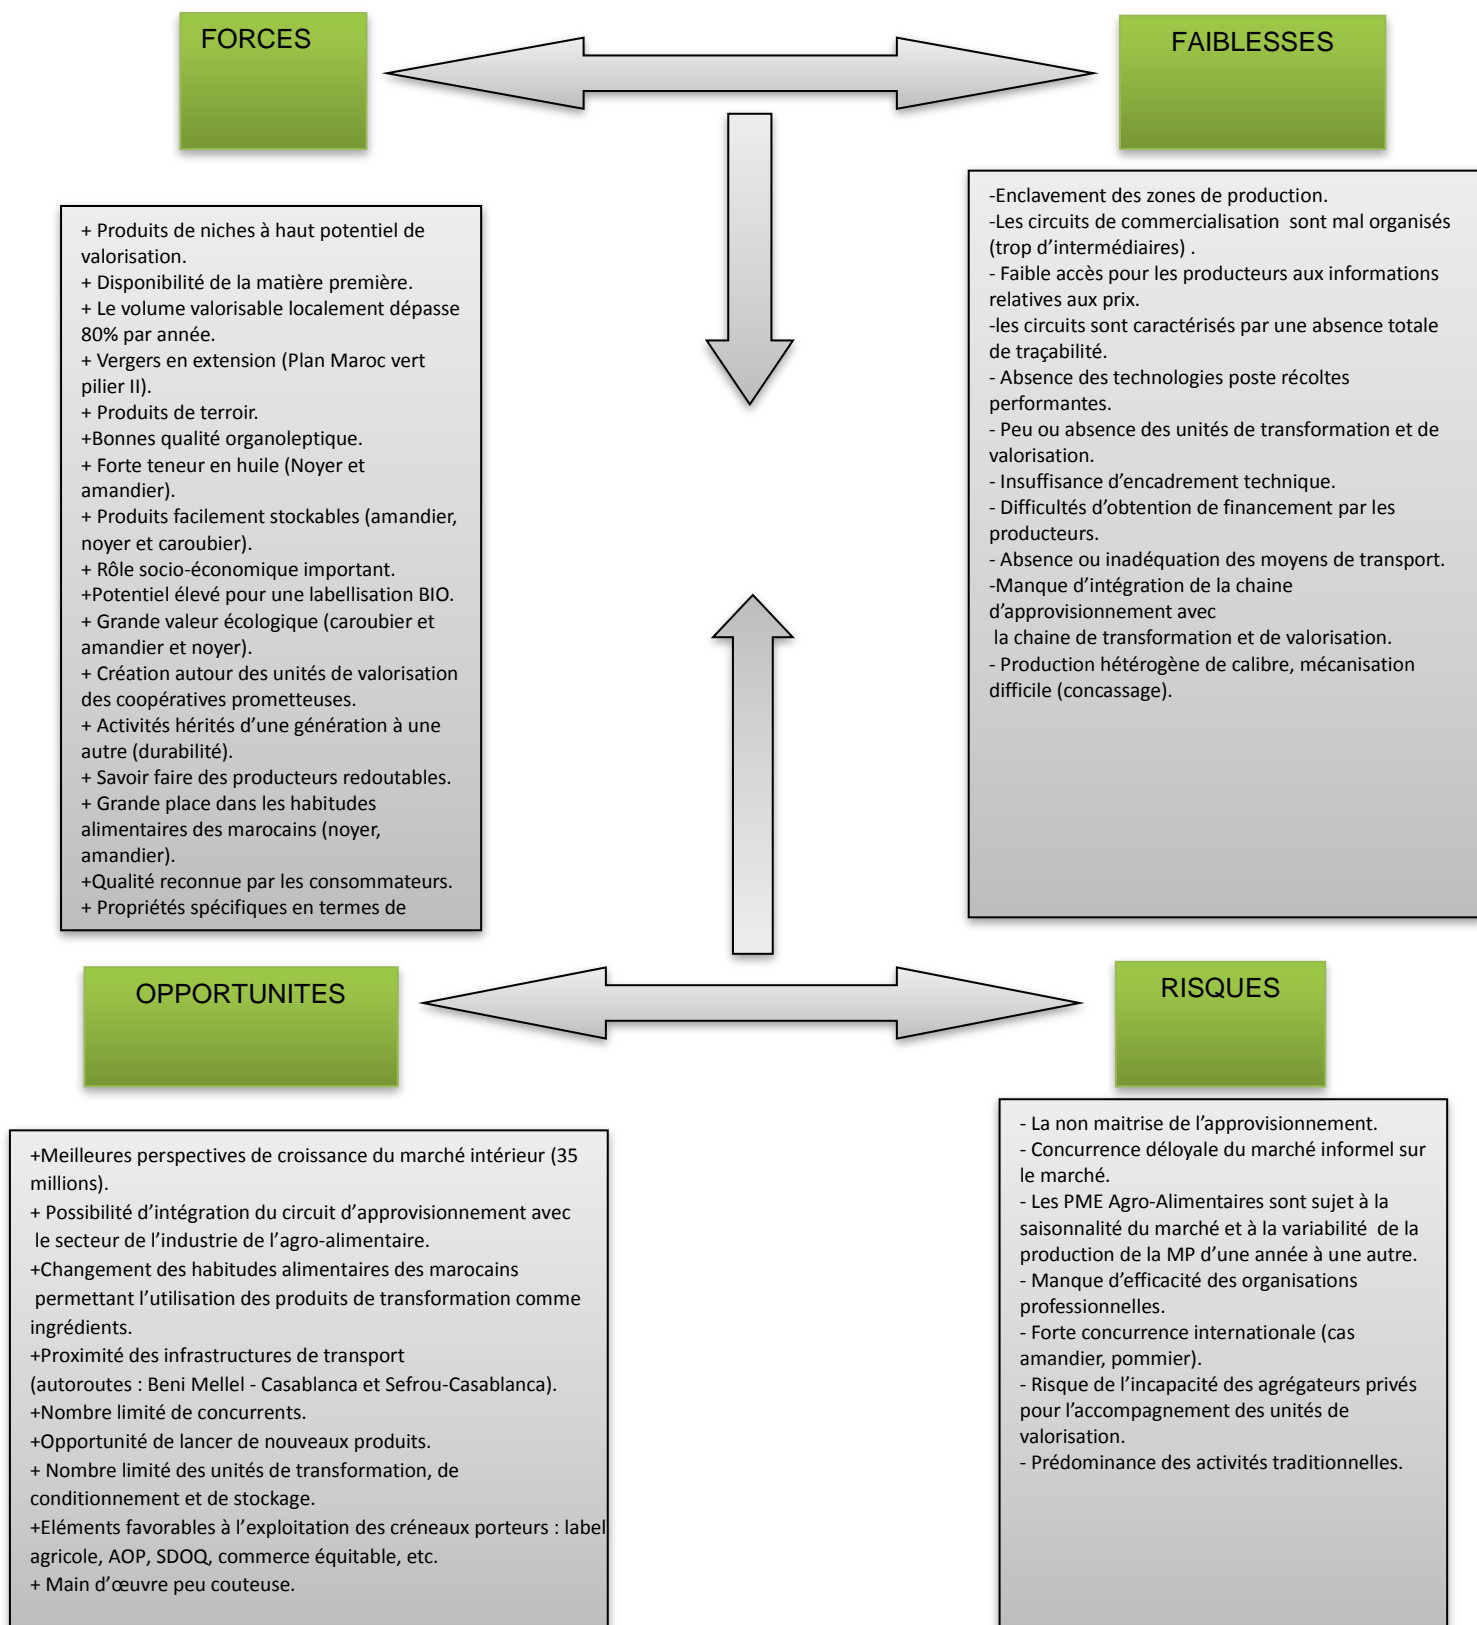 FORCES
+ Produits de niches à haut potentiel de
valorisation.
+ Disponibilité de la matière première.
+ Le volume valorisable localement dépasse
80% par année.
+ Vergers en extension (Plan Maroc vert
pilier II).
+ Produits de terroir.
+Bonnes qualité organoleptique.
+ Forte teneur en huile (Noyer et
amandier).
+ Produits facilement stockables (amandier,
noyer et caroubier).
+ Rôle socio-économique important.
+Potentiel élevé pour une labellisation BIO.
+ Grande valeur écologique (caroubier et
amandier et noyer).
+ Création autour des unités de valorisation
des coopératives prometteuses.
+ Activités hérités d’une génération à une
autre (durabilité).
+ Savoir faire des producteurs redoutables.
+ Grande place dans les habitudes
alimentaires des marocains (noyer,
amandier).
+Qualité reconnue par les consommateurs.
+ Propriétés spécifiques en termes de
FAIBLESSES
-Enclavement des zones de production.
-Les circuits de commercialisation  sont mal organisés
(trop d’intermédiaires) .
- Faible accès pour les producteurs aux informations
relatives aux prix.
-les circuits sont caractérisés par une absence totale
de traçabilité.
- Absence des technologies poste récoltes
performantes.
- Peu ou absence des unités de transformation et de
valorisation.
- Insuffisance d’encadrement technique.
- Difficultés d’obtention de financement par les
producteurs.
- Absence ou inadéquation des moyens de transport.
-Manque d’intégration de la chaine
d’approvisionnement avec
la chaine de transformation et de valorisation.
- Production hétérogène de calibre, mécanisation
difficile (concassage).
OPPORTUNITES
+Meilleures perspectives de croissance du marché intérieur (35
millions).
+ Possibilité d’intégration du circuit d’approvisionnement avec
le secteur de l’industrie de l’agro-alimentaire.
+Changement des habitudes alimentaires des marocains
permettant l’utilisation des produits de transformation comme
ingrédients.
+Proximité des infrastructures de transport
(autoroutes : Beni Mellel - Casablanca et Sefrou-Casablanca).
+Nombre limité de concurrents.
+Opportunité de lancer de nouveaux produits.
+ Nombre limité des unités de transformation, de
conditionnement et de stockage.
+Eléments favorables à l’exploitation des créneaux porteurs : label
agricole, AOP, SDOQ, commerce équitable, etc.
+ Main d’œuvre peu couteuse.
RISQUES
- La non maitrise de l’approvisionnement.
- Concurrence déloyale du marché informel sur
le marché.
- Les PME Agro-Alimentaires sont sujet à la
saisonnalité du marché et à la variabilité  de la
production de la MP d’une année à une autre.
- Manque d’efficacité des organisations
professionnelles.
- Forte concurrence internationale (cas
amandier, pommier).
- Risque de l’incapacité des agrégateurs privés
pour l’accompagnement des unités de
valorisation.
- Prédominance des activités traditionnelles.